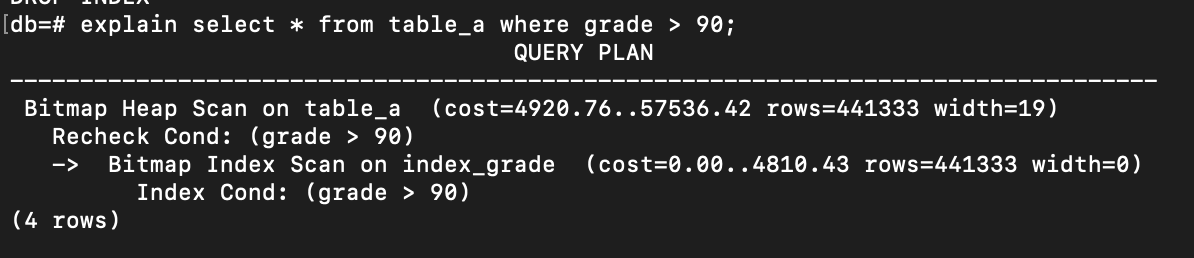 DROP INDEX
[db=# explain select * from table_a where grade > 90;
QUERY PLAN
-----------------------------------------------------------------------------------
Bitmap Heap Scan on table_a  (cost=4920.76..57536.42 rows=441333 width=19)
Recheck Cond: (grade > 90)
->  Bitmap Index Scan on index_grade  (cost=0.00..4810.43 rows=441333 width=0)
Index Cond: (grade > 90)
(4 rows)